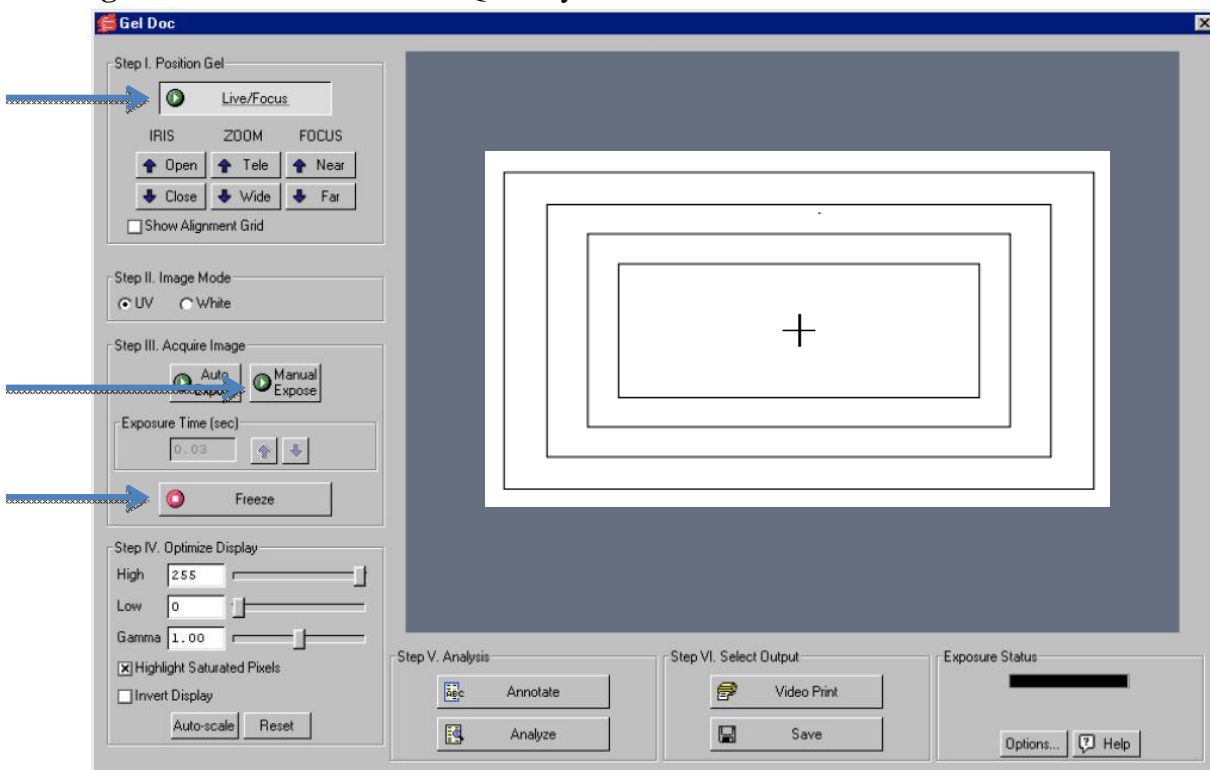 Gel Doc
Step I. Position Gel
Live/Focus
IRIS ZOOM FOCUS
Open Tele Near
Close Wide Far
Show Alignment Grid
Step II. Image Mode
UV White
Step III. Acquire Image
Auto Expose Manual Expose
Exposure Time (sec)
0.03
Freeze
Step IV. Optimize Display
High 255
Low 0
Gamma 1.00
Highlight Saturated Pixels
Invert Display
Auto-scale Reset
Step V. Analysis
Annotate
Analyze
Step VI. Select Output
Video Print
Save
Exposure Status
Options... Help